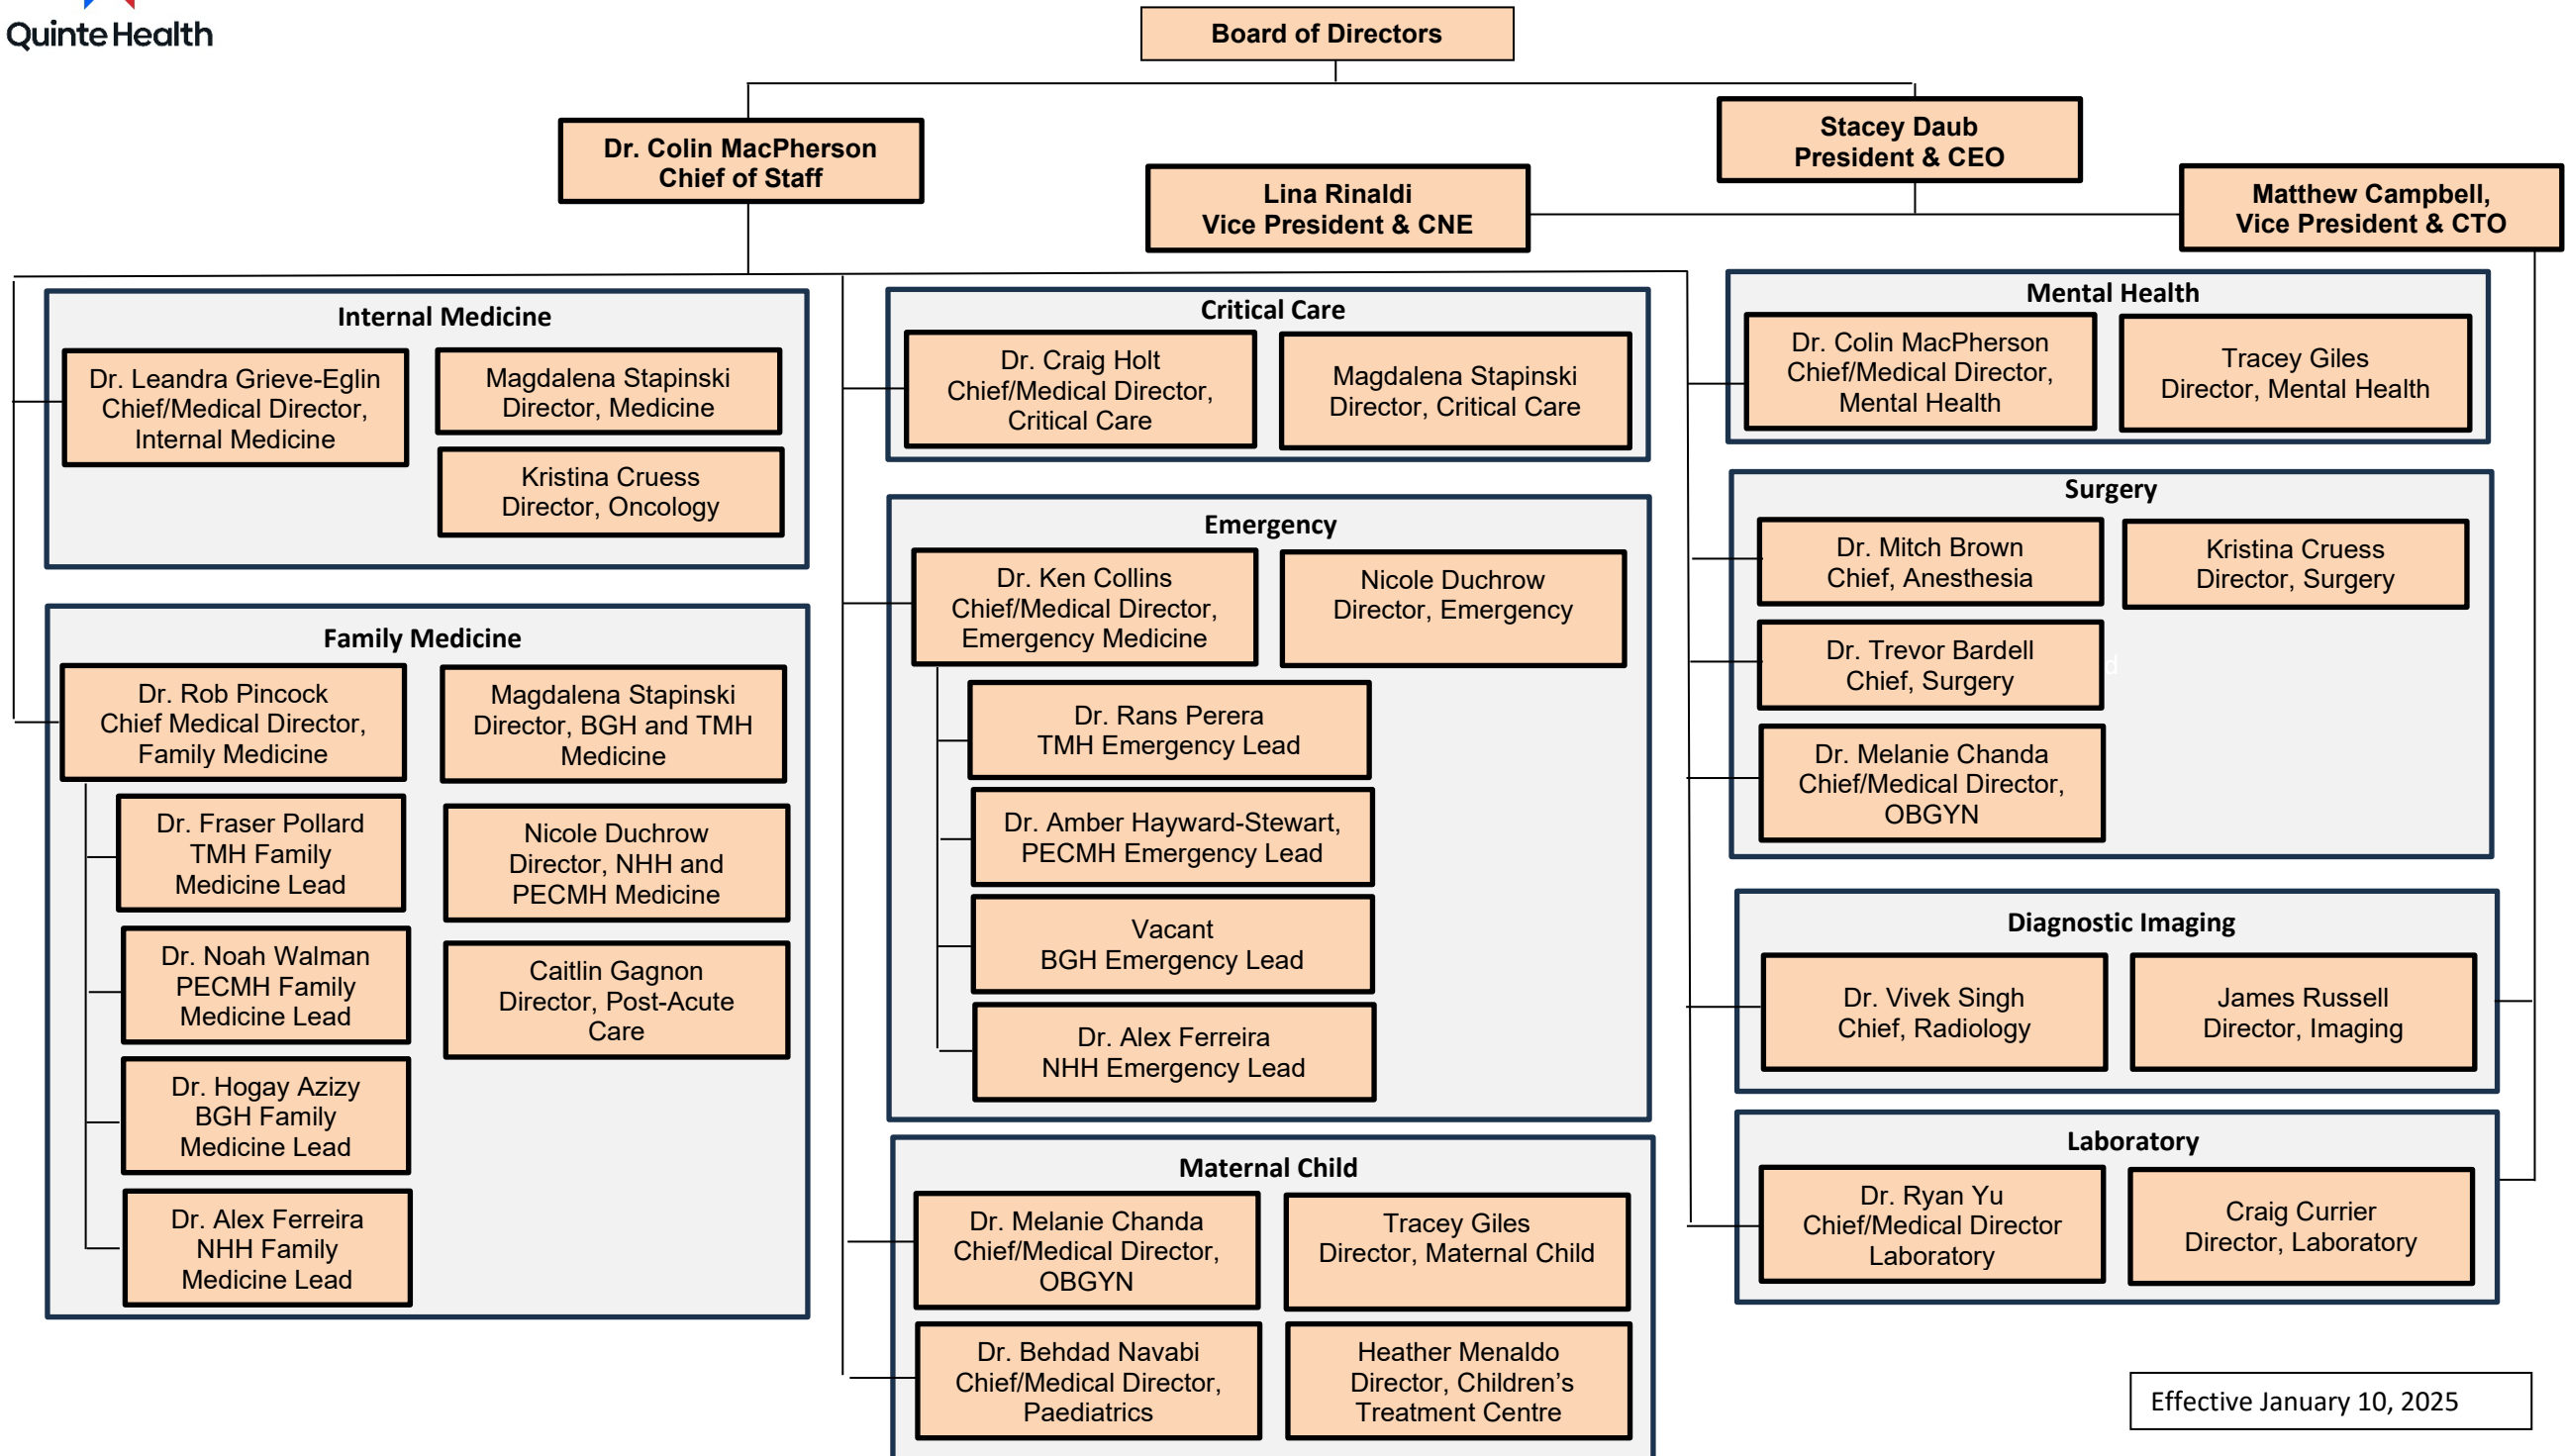 Quinte Health
Board of Directors
Dr. Colin MacPherson
Chief of Staff
Stacey Daub
President & CEO
Lina Rinaldi
Vice President & CNE
Matthew Campbell,
Vice President & CTO
Internal Medicine
Dr. Leandra Grieve-Eglin
Chief/Medical Director,
Internal Medicine
Magdalena Stapinski
Director, Medicine
Kristina Cruess
Director, Oncology
Family Medicine
Dr. Rob Pincock
Chief Medical Director,
Family Medicine
Magdalena Stapinski
Director, BGH and TMH
Medicine
Dr. Fraser Pollard
TMH Family
Medicine Lead
Nicole Duchrow
Director, NHH and
PECMH Medicine
Dr. Noah Walman
PECMH Family
Medicine Lead
Caitlin Gagnon
Director, Post-Acute
Care
Dr. Hogay Azizy
BGH Family
Medicine Lead
Dr. Alex Ferreira
NHH Family
Medicine Lead
Critical Care
Dr. Craig Holt
Chief/Medical Director,
Critical Care
Magdalena Stapinski
Director, Critical Care
Emergency
Dr. Ken Collins
Chief/Medical Director,
Emergency Medicine
Nicole Duchrow
Director, Emergency
Dr. Rans Perera
TMH Emergency Lead
Dr. Amber Hayward-Stewart,
PECMH Emergency Lead
Vacant
BGH Emergency Lead
Dr. Alex Ferreira
NHH Emergency Lead
Maternal Child
Dr. Melanie Chanda
Chief/Medical Director,
OBGYN
Tracey Giles
Director, Maternal Child
Dr. Behdad Navabi
Chief/Medical Director,
Paediatrics
Heather Menaldo
Director, Children’s
Treatment Centre
Mental Health
Dr. Colin MacPherson
Chief/Medical Director,
Mental Health
Tracey Giles
Director, Mental Health
Surgery
Dr. Mitch Brown
Chief, Anesthesia
Kristina Cruess
Director, Surgery
Dr. Trevor Bardell
Chief, Surgery
d
Dr. Melanie Chanda
Chief/Medical Director,
OBGYN
Diagnostic Imaging
Dr. Vivek Singh
Chief, Radiology
James Russell
Director, Imaging
Laboratory
Dr. Ryan Yu
Chief/Medical Director
Laboratory
Craig Currier
Director, Laboratory
Effective January 10, 2025